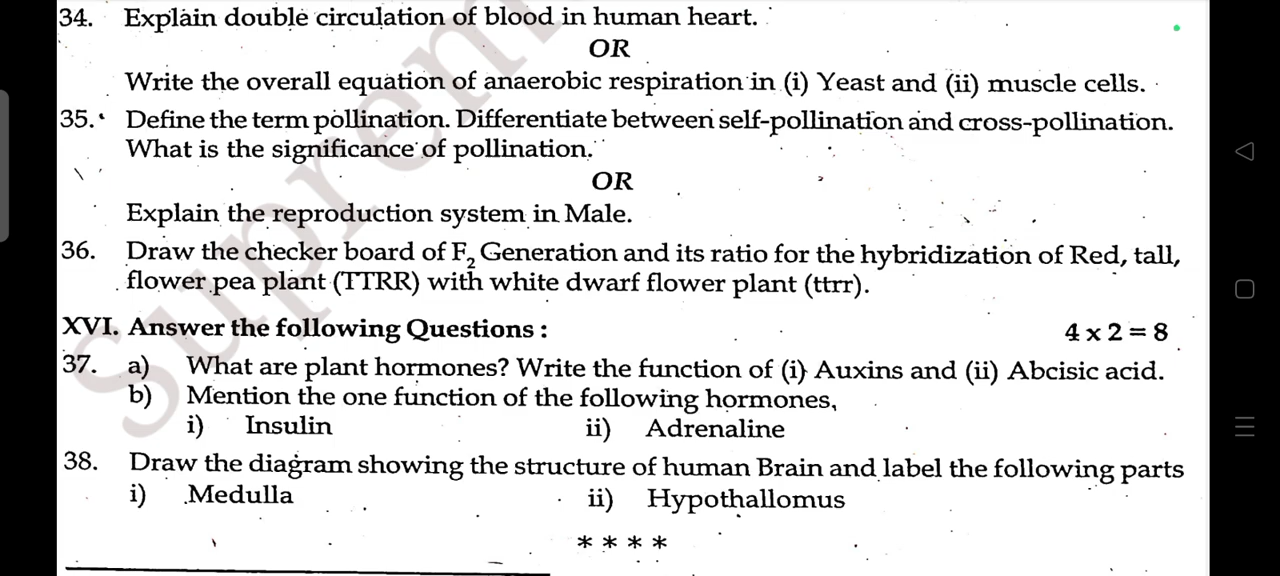 34. Explain double circulation of blood in human heart.
OR
Write the overall equation of anaerobic respiration in (i) Yeast and (ii) muscle cells.
35. Define the term pollination. Differentiate between self-pollination and cross-pollination.
What is the significance of pollination.
OR
Explain the reproduction system in Male.
36. Draw the checker board of F₂ Generation and its ratio for the hybridization of Red, tall,
flower pea plant (TTRR) with white dwarf flower plant (ttrr).
XVI. Answer the following Questions : 4 x 2 = 8
37. a) What are plant hormones? Write the function of (i) Auxins and (ii) Abcisic acid.
b) Mention the one function of the following hormones,
i) Insulin ii) Adrenaline
38. Draw the diagram showing the structure of human Brain and label the following parts
i) Medulla ii) Hypothallomus
****
Suprem